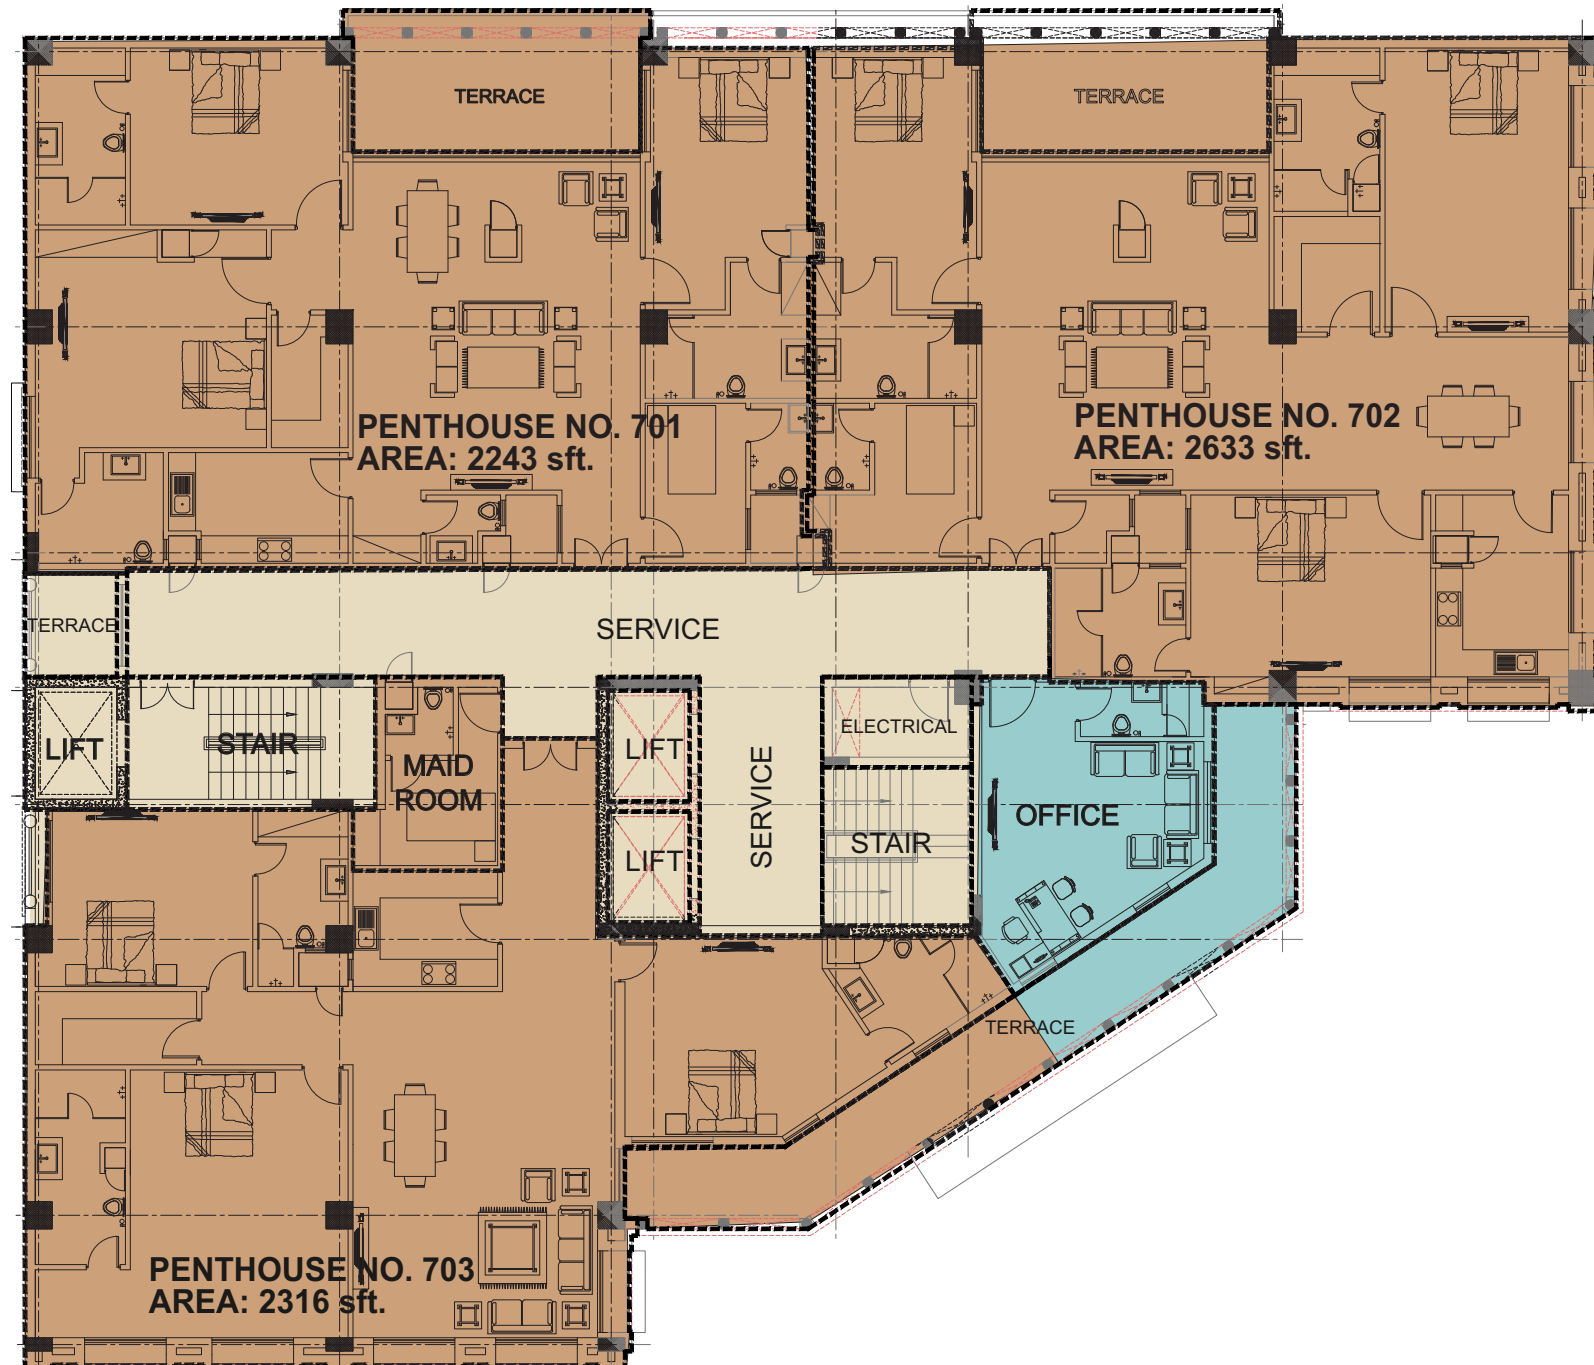 TERRACE
TERRACE
PENTHOUSE NO. 701
AREA: 2243 sft.
PENTHOUSE NO. 702
AREA: 2633 sft.
TERRACE
SERVICE
LIFT
STAIR
MAID
ROOM
LIFT
LIFT
SERVICE
ELECTRICAL
STAIR
OFFICE
TERRACE
PENTHOUSE NO. 703
AREA: 2316 sft.